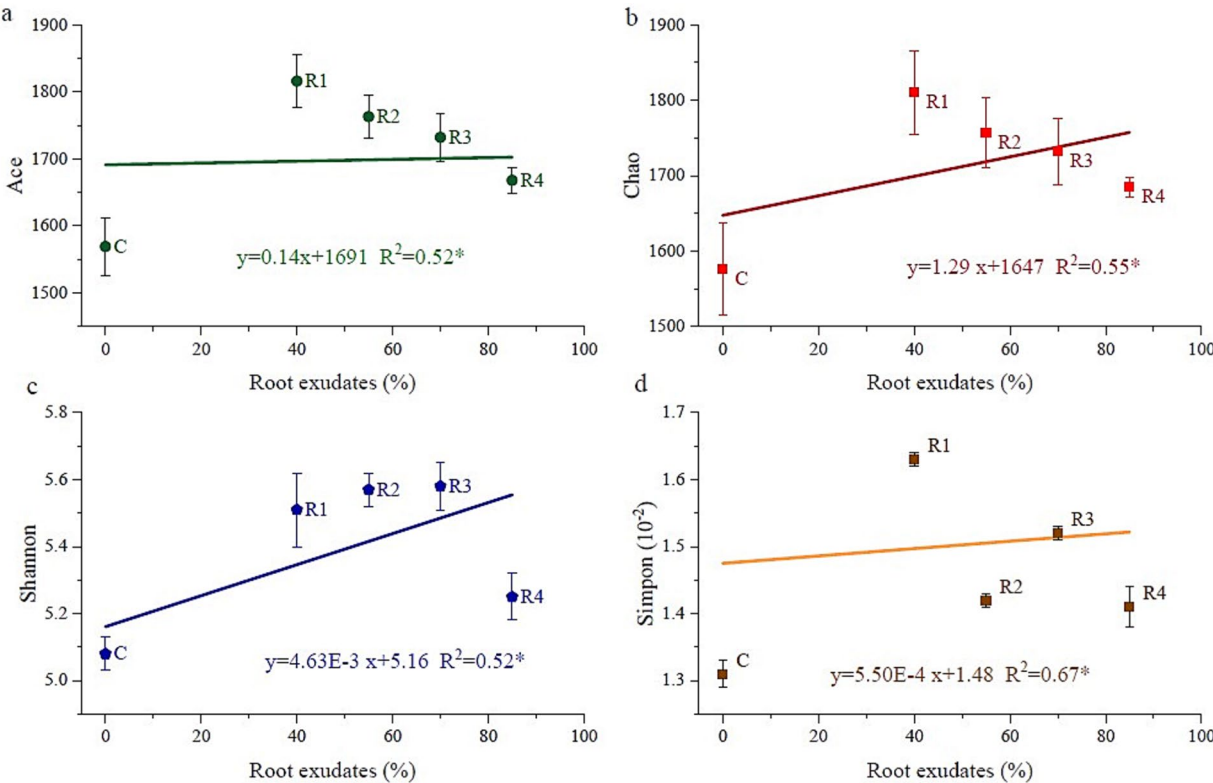 a
1900
1800
1700
1600
1500
Ace
R1
R2
R3
R4
C
y=0.14x+1691 R²=0.52*
0 20 40 60 80 100
Root exudates (%)
b
1900
1800
1700
1600
1500
Chao
R1
R2
R3
R4
C
y=1.29 x+1647 R²=0.55*
0 20 40 60 80 100
Root exudates (%)
c
5.8
5.6
5.4
5.2
5.0
Shannon
R1
R2
R3
R4
C
y=4.63E-3 x+5.16 R²=0.52*
0 20 40 60 80 100
Root exudates (%)
d
1.7
1.6
1.5
1.4
1.3
Simpon (10⁻²)
R1
R3
R2
R4
C
y=5.50E-4 x+1.48 R²=0.67*
0 20 40 60 80 100
Root exudates (%)